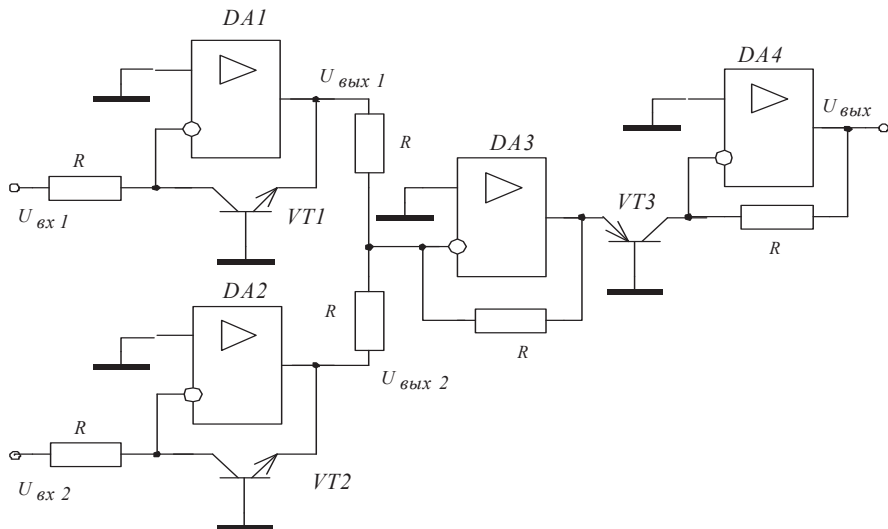 DA1
U вых 1
R
R
U вх 1
VT1
DA2
R
U вых 2
R
U вх 2
VT2
DA3
R
VT3
DA4
U вых
R